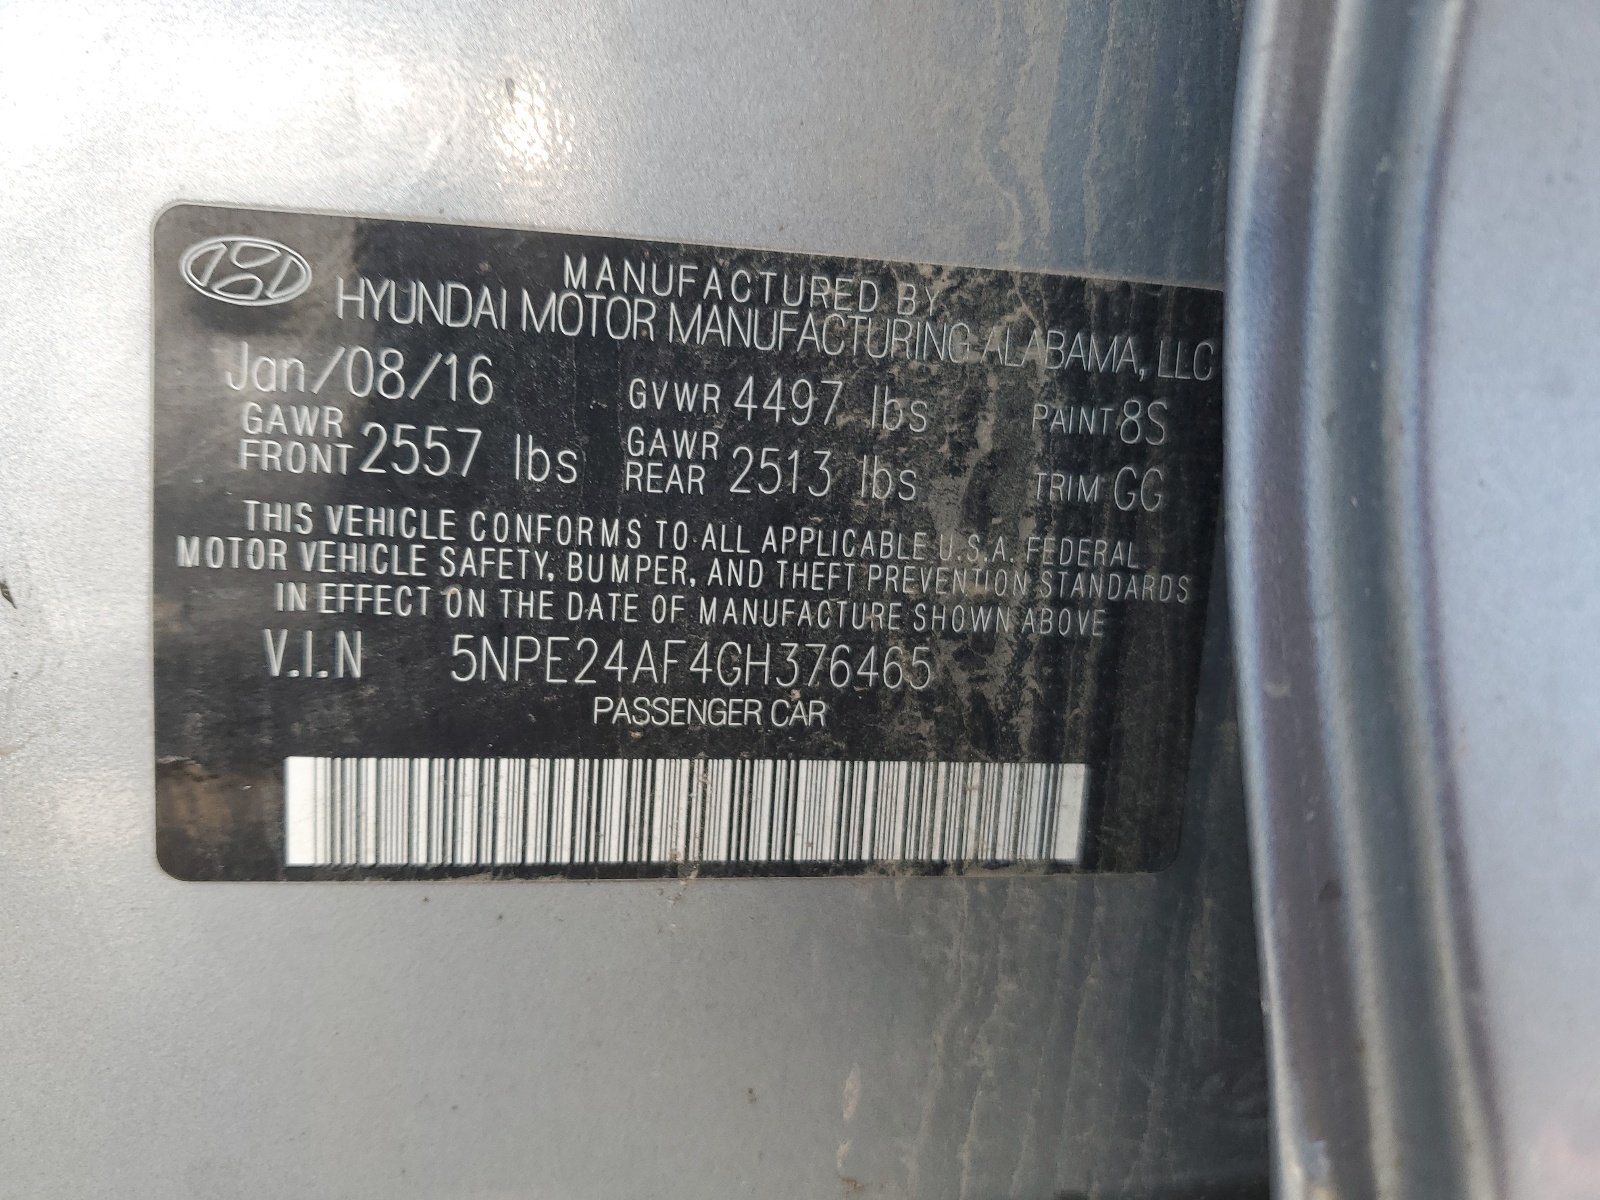 MANUFACTURED BY
HYUNDAI MOTOR MANUFACTURING ALABAMA, LLC
Jan/08/16 GVWR 4497 lbs PAINT 8S
GAWR FRONT 2557 lbs GAWR REAR 2513 lbs TRIM GG
THIS VEHICLE CONFORMS TO ALL APPLICABLE U.S.A. FEDERAL
MOTOR VEHICLE SAFETY, BUMPER, AND THEFT PREVENTION STANDARDS
IN EFFECT ON THE DATE OF MANUFACTURE SHOWN ABOVE
V.I.N 5NPE24AF4GH376465
PASSENGER CAR